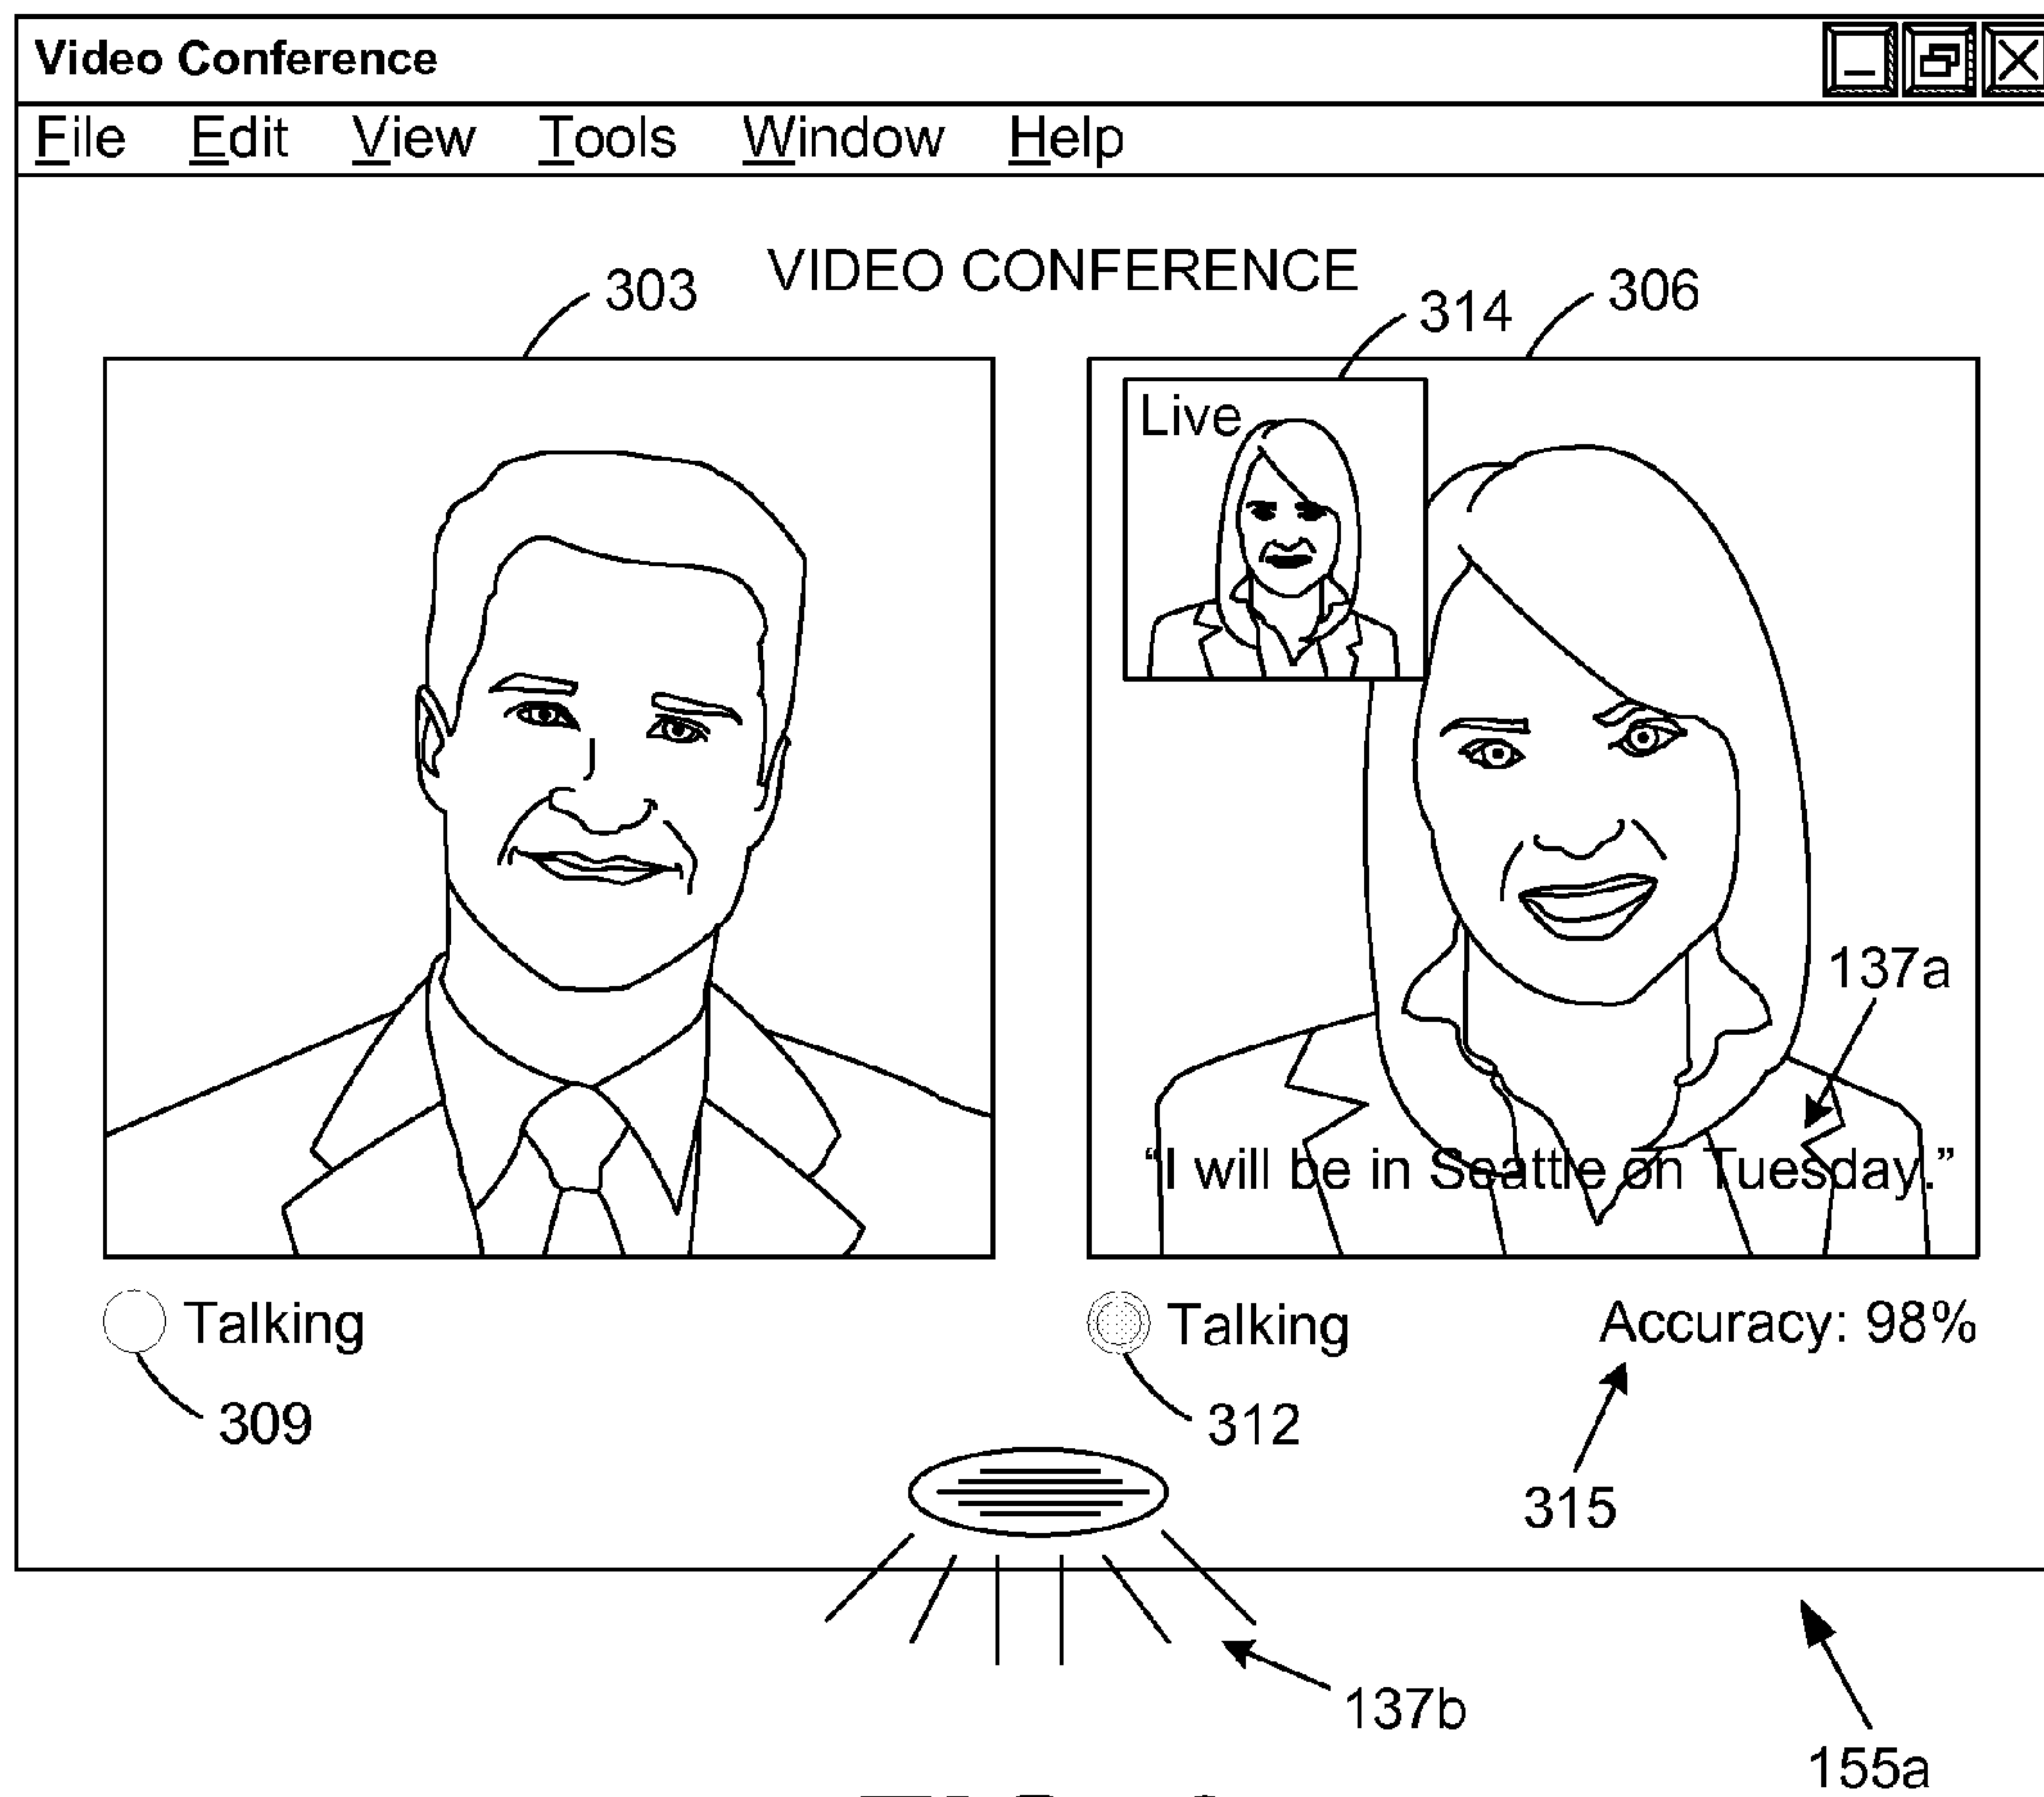 Video Conference
File Edit View Tools Window Help
VIDEO CONFERENCE
303
314
306
Live
137a
“I will be in Seattle on Tuesday.”
Talking
Talking
Accuracy: 98%
309
312
315
137b
155a